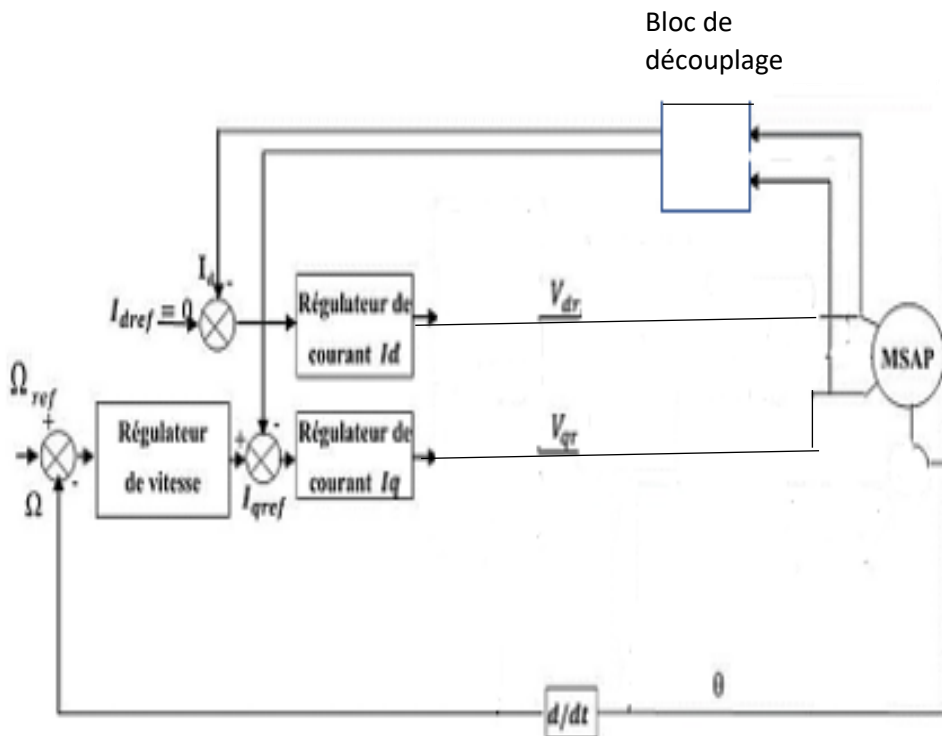 Bloc de
découplage
I_d -
I_dref = 0
Régulateur de
courant Id
V_dr
MSAP
Ω_ref
+
Régulateur
de vitesse
+
-
I_qref
Régulateur de
courant Iq
V_qr
Ω
-
θ
d/dt